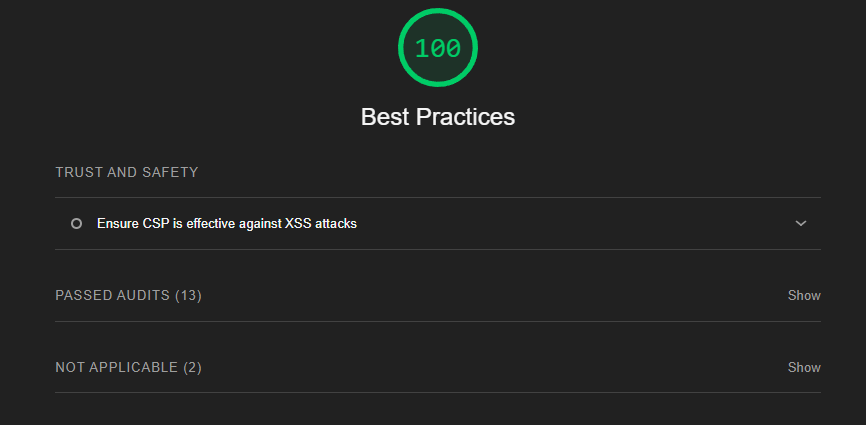 100
Best Practices
TRUST AND SAFETY
Ensure CSP is effective against XSS attacks
PASSED AUDITS (13) Show
NOT APPLICABLE (2) Show